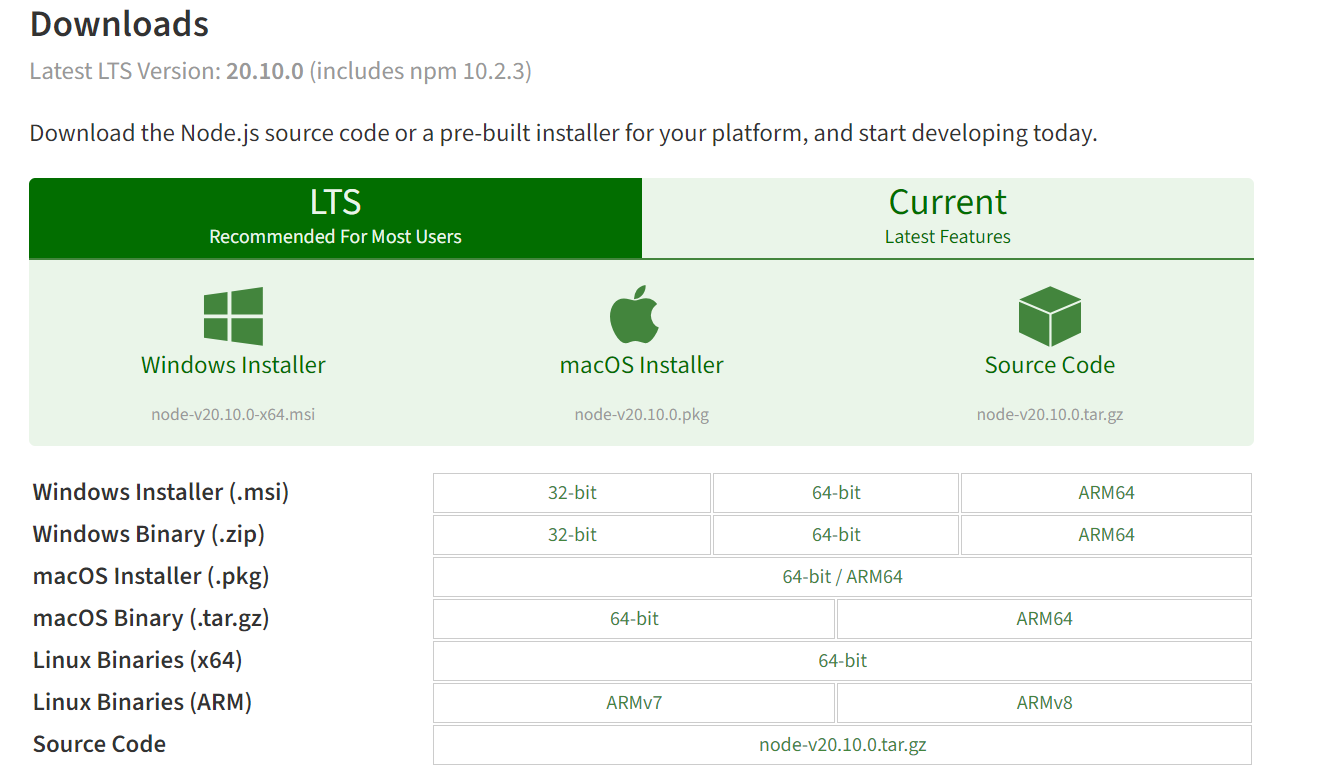 Downloads
Latest LTS Version: 20.10.0 (includes npm 10.2.3)
Download the Node.js source code or a pre-built installer for your platform, and start developing today.
LTS
Recommended For Most Users
Current
Latest Features
Windows Installer
node-v20.10.0-x64.msi
macOS Installer
node-v20.10.0.pkg
Source Code
node-v20.10.0.tar.gz
Windows Installer (.msi) 32-bit 64-bit ARM64
Windows Binary (.zip) 32-bit 64-bit ARM64
macOS Installer (.pkg) 64-bit / ARM64
macOS Binary (.tar.gz) 64-bit ARM64
Linux Binaries (x64) 64-bit
Linux Binaries (ARM) ARMv7 ARMv8
Source Code node-v20.10.0.tar.gz